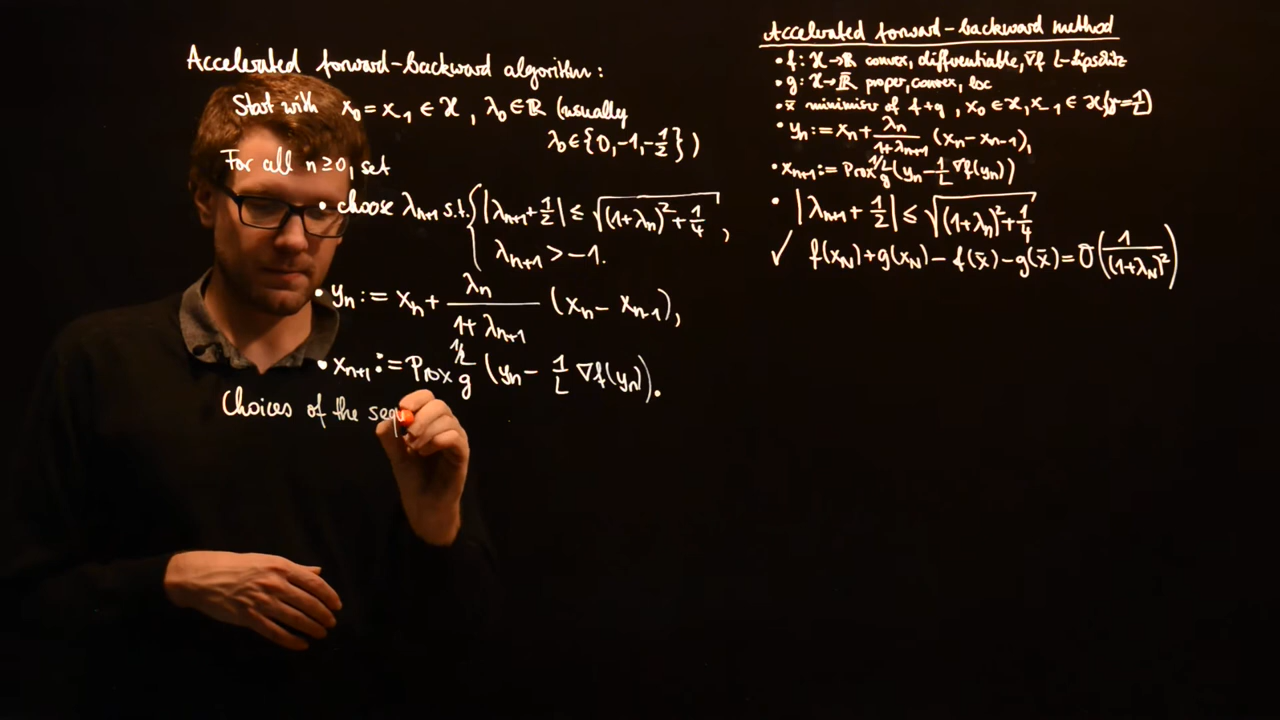 Accelerated forward-backward algorithm:
Start with x₀ = x₋₁ ∈ ℋ, λ₀ ∈ ℝ (usually
λ₀ ∈ {0, -1, -1/2})
For all n ≥ 0, set
• choose λₙ₊₁ s.t. { |λₙ₊₁ + 1/2| ≤ √((1+λₙ)² + 1/4),
λₙ₊₁ > -1.
• yₙ := xₙ + λₙ/(1+λₙ₊₁) (xₙ - xₙ₋₁),
• xₙ₊₁ := Prox_g^{1/L} (yₙ - 1/L ∇f(yₙ)).
Choices of the sequ
Accelerated forward-backward method
• f: ℋ → ℝ convex, differentiable, ∇f L-Lipschitz
• g: ℋ → ℝ̄ proper, convex, lsc
• x̄ minimiser of f+g, x₀ ∈ ℋ, x₋₁ ∈ ℋ (γ = 1/L)
• yₙ := xₙ + λₙ/(1+λₙ₊₁) (xₙ - xₙ₋₁),
• xₙ₊₁ := Prox_g^{1/L} (yₙ - 1/L ∇f(yₙ))
• |λₙ₊₁ + 1/2| ≤ √((1+λₙ)² + 1/4)
✓ f(x_N) + g(x_N) - f(x̄) - g(x̄) = O(1/(1+λ_N)²)